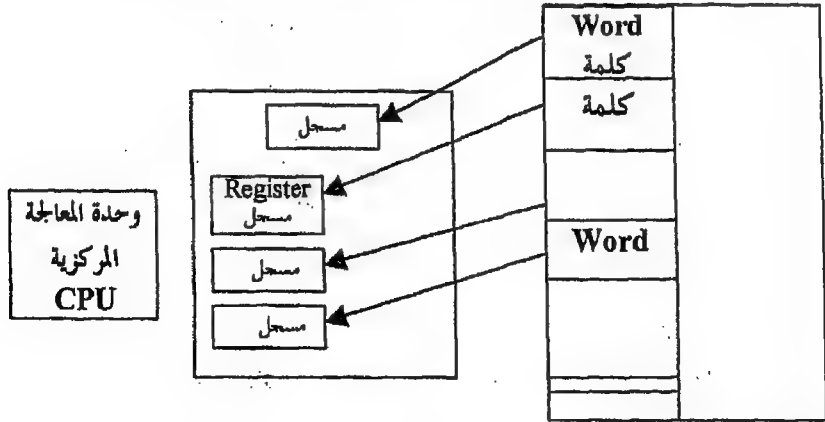 Word
كلمة
كلمة
Word
مسجل
Register
مسجل
مسجل
مسجل
وحدة المعالجة
المركزية
CPU